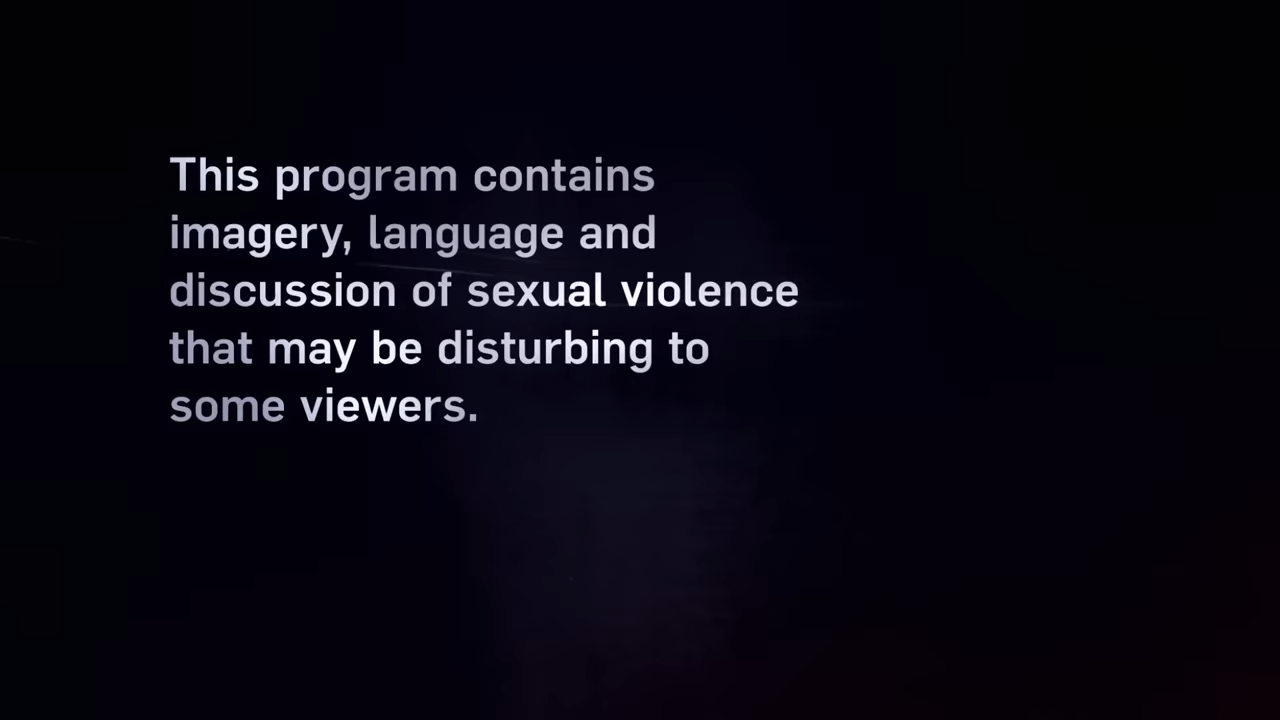 This program contains
imagery, language and
discussion of sexual violence
that may be disturbing to
some viewers.